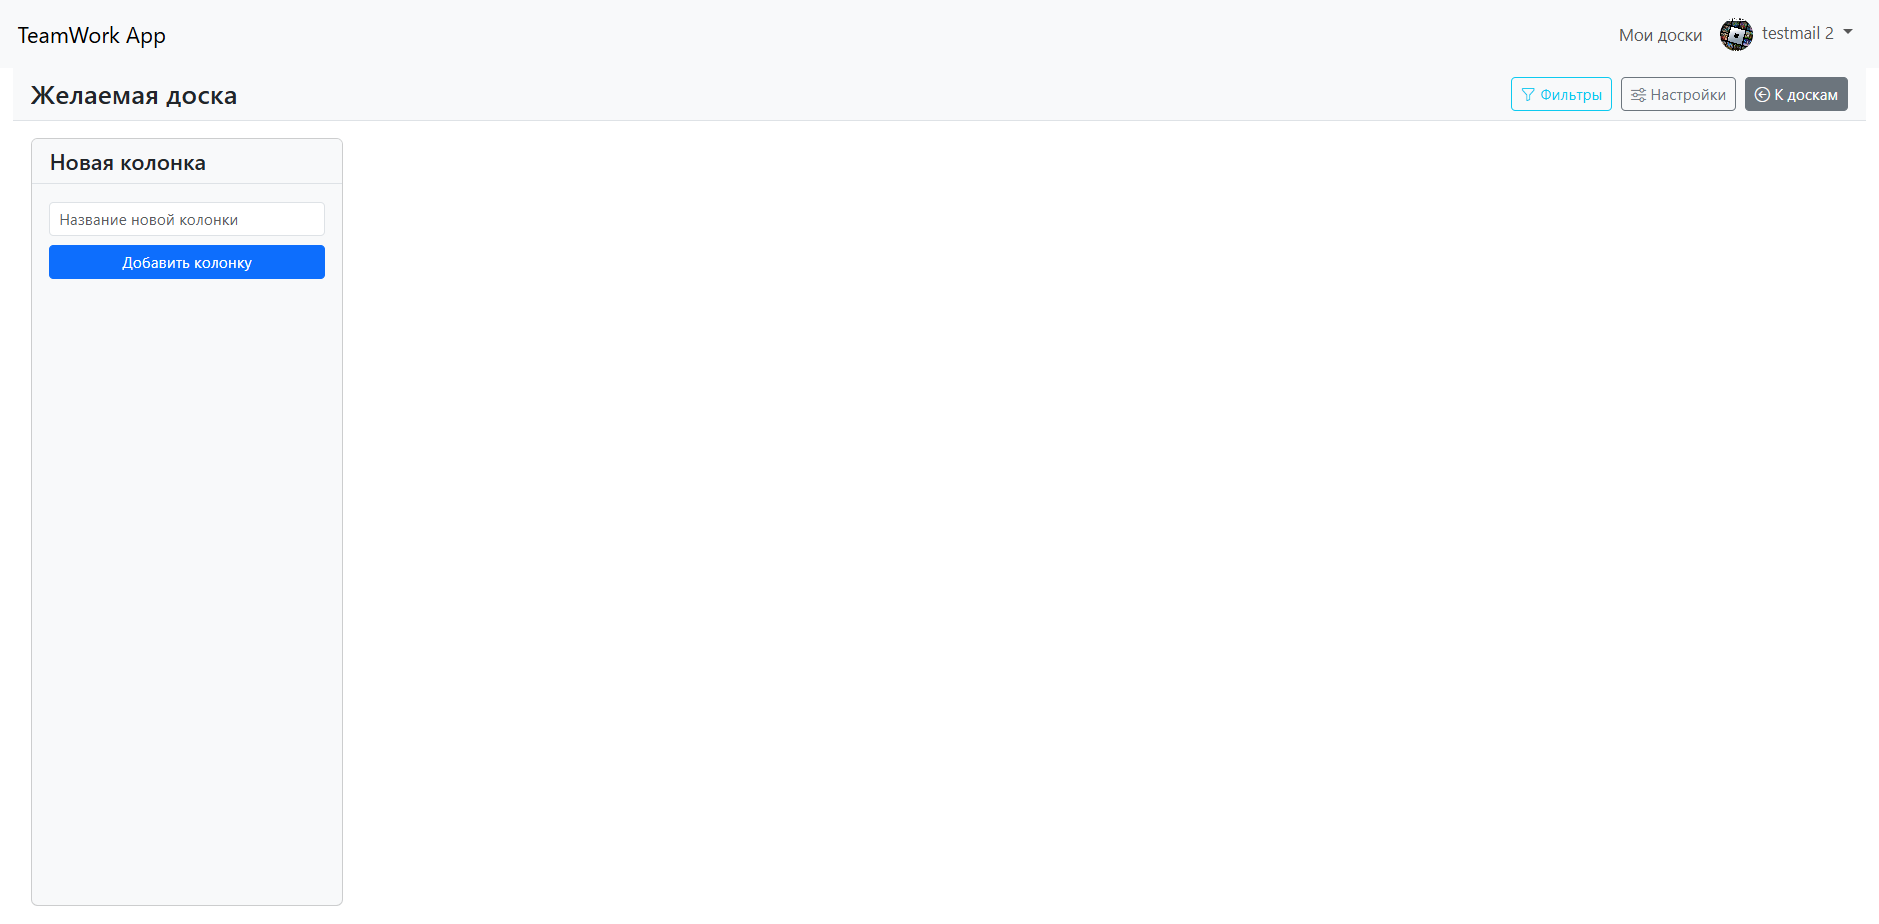 TeamWork App
Мои доски
testmail 2
Желаемая доска
Фильтры
Настройки
К доскам
Новая колонка
Название новой колонки
Добавить колонку